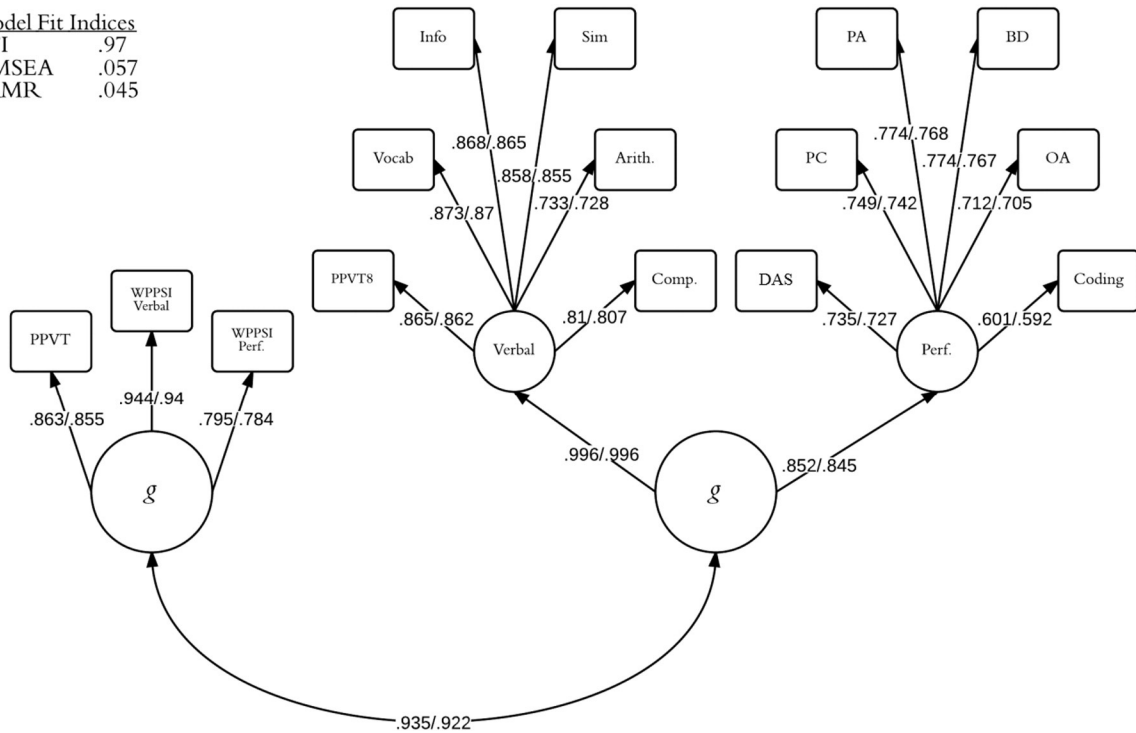 odel Fit Indices
I .97
MSEA .057
MR .045
Info
Sim
PA
BD
.868/.865
.774/.768
Vocab
Arith.
PC
OA
.858/.855
.774/.767
.873/.87
.733/.728
.749/.742
.712/.705
PPVT8
Comp.
DAS
Coding
WPPSI
Verbal
PPVT
WPPSI
Perf.
.865/.862
.81/.807
.735/.727
.601/.592
Verbal
Perf.
.944/.94
.863/.855
.795/.784
.996/.996
.852/.845
g
g
.935/.922